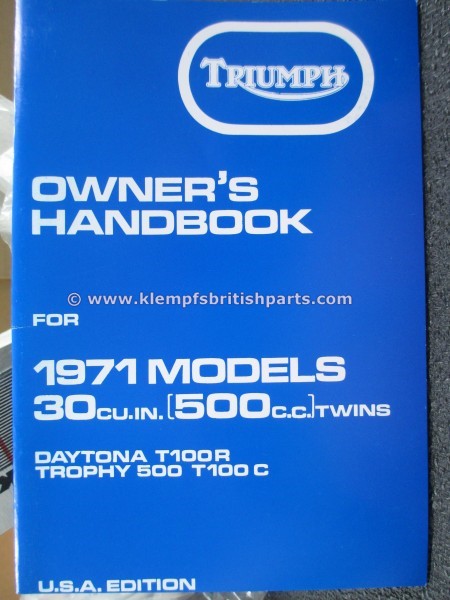 TRIUMPH
OWNER'S
HANDBOOK
© www.klempfsbritishparts.com
FOR
1971 MODELS
30CU.IN.[500C.C.]TWINS
DAYTONA T100R
TROPHY 500 T100C
U.S.A. EDITION